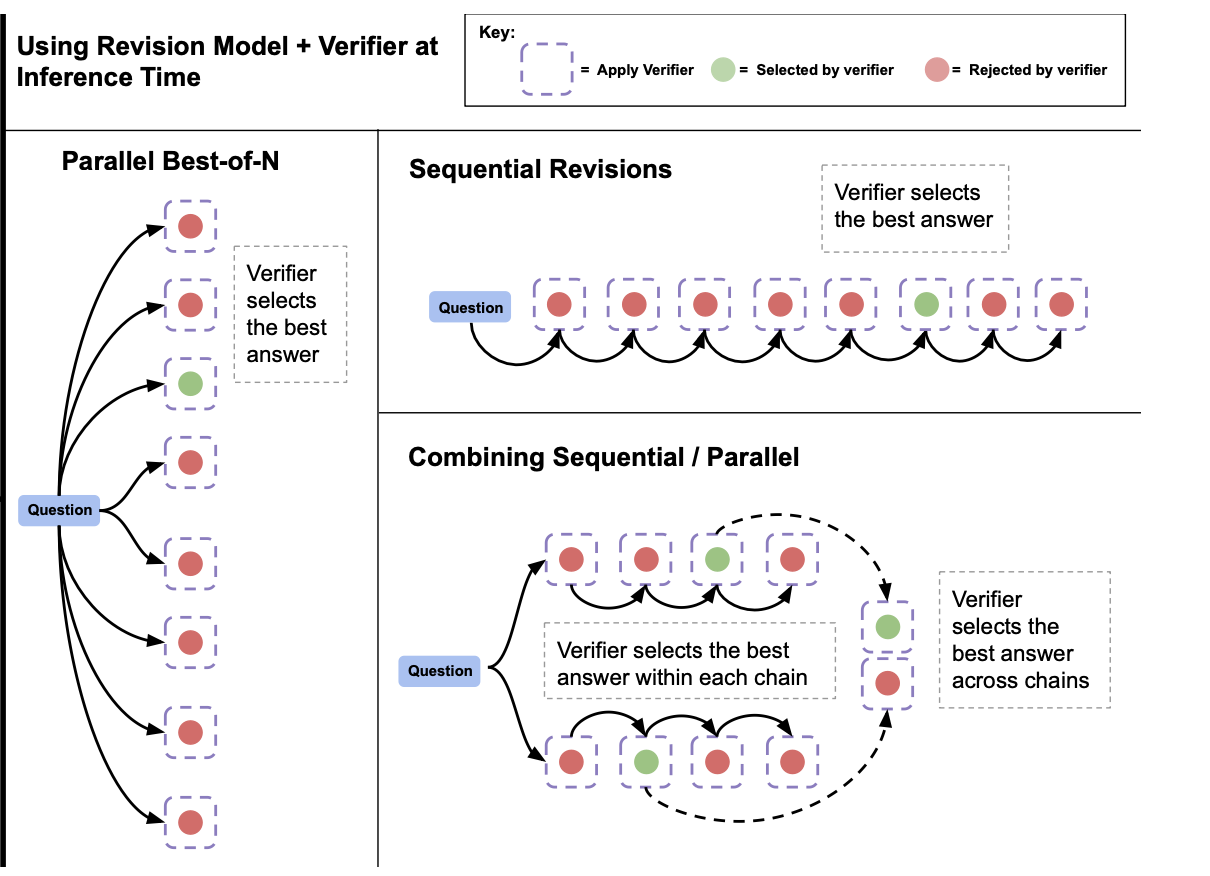 Using Revision Model + Verifier at
Inference Time
Key:
= Apply Verifier
= Selected by verifier
= Rejected by verifier
Parallel Best-of-N
Verifier
selects
the best
answer
Question
Sequential Revisions
Verifier selects
the best answer
Question
Combining Sequential / Parallel
Question
Verifier selects the best
answer within each chain
Verifier
selects the
best answer
across chains